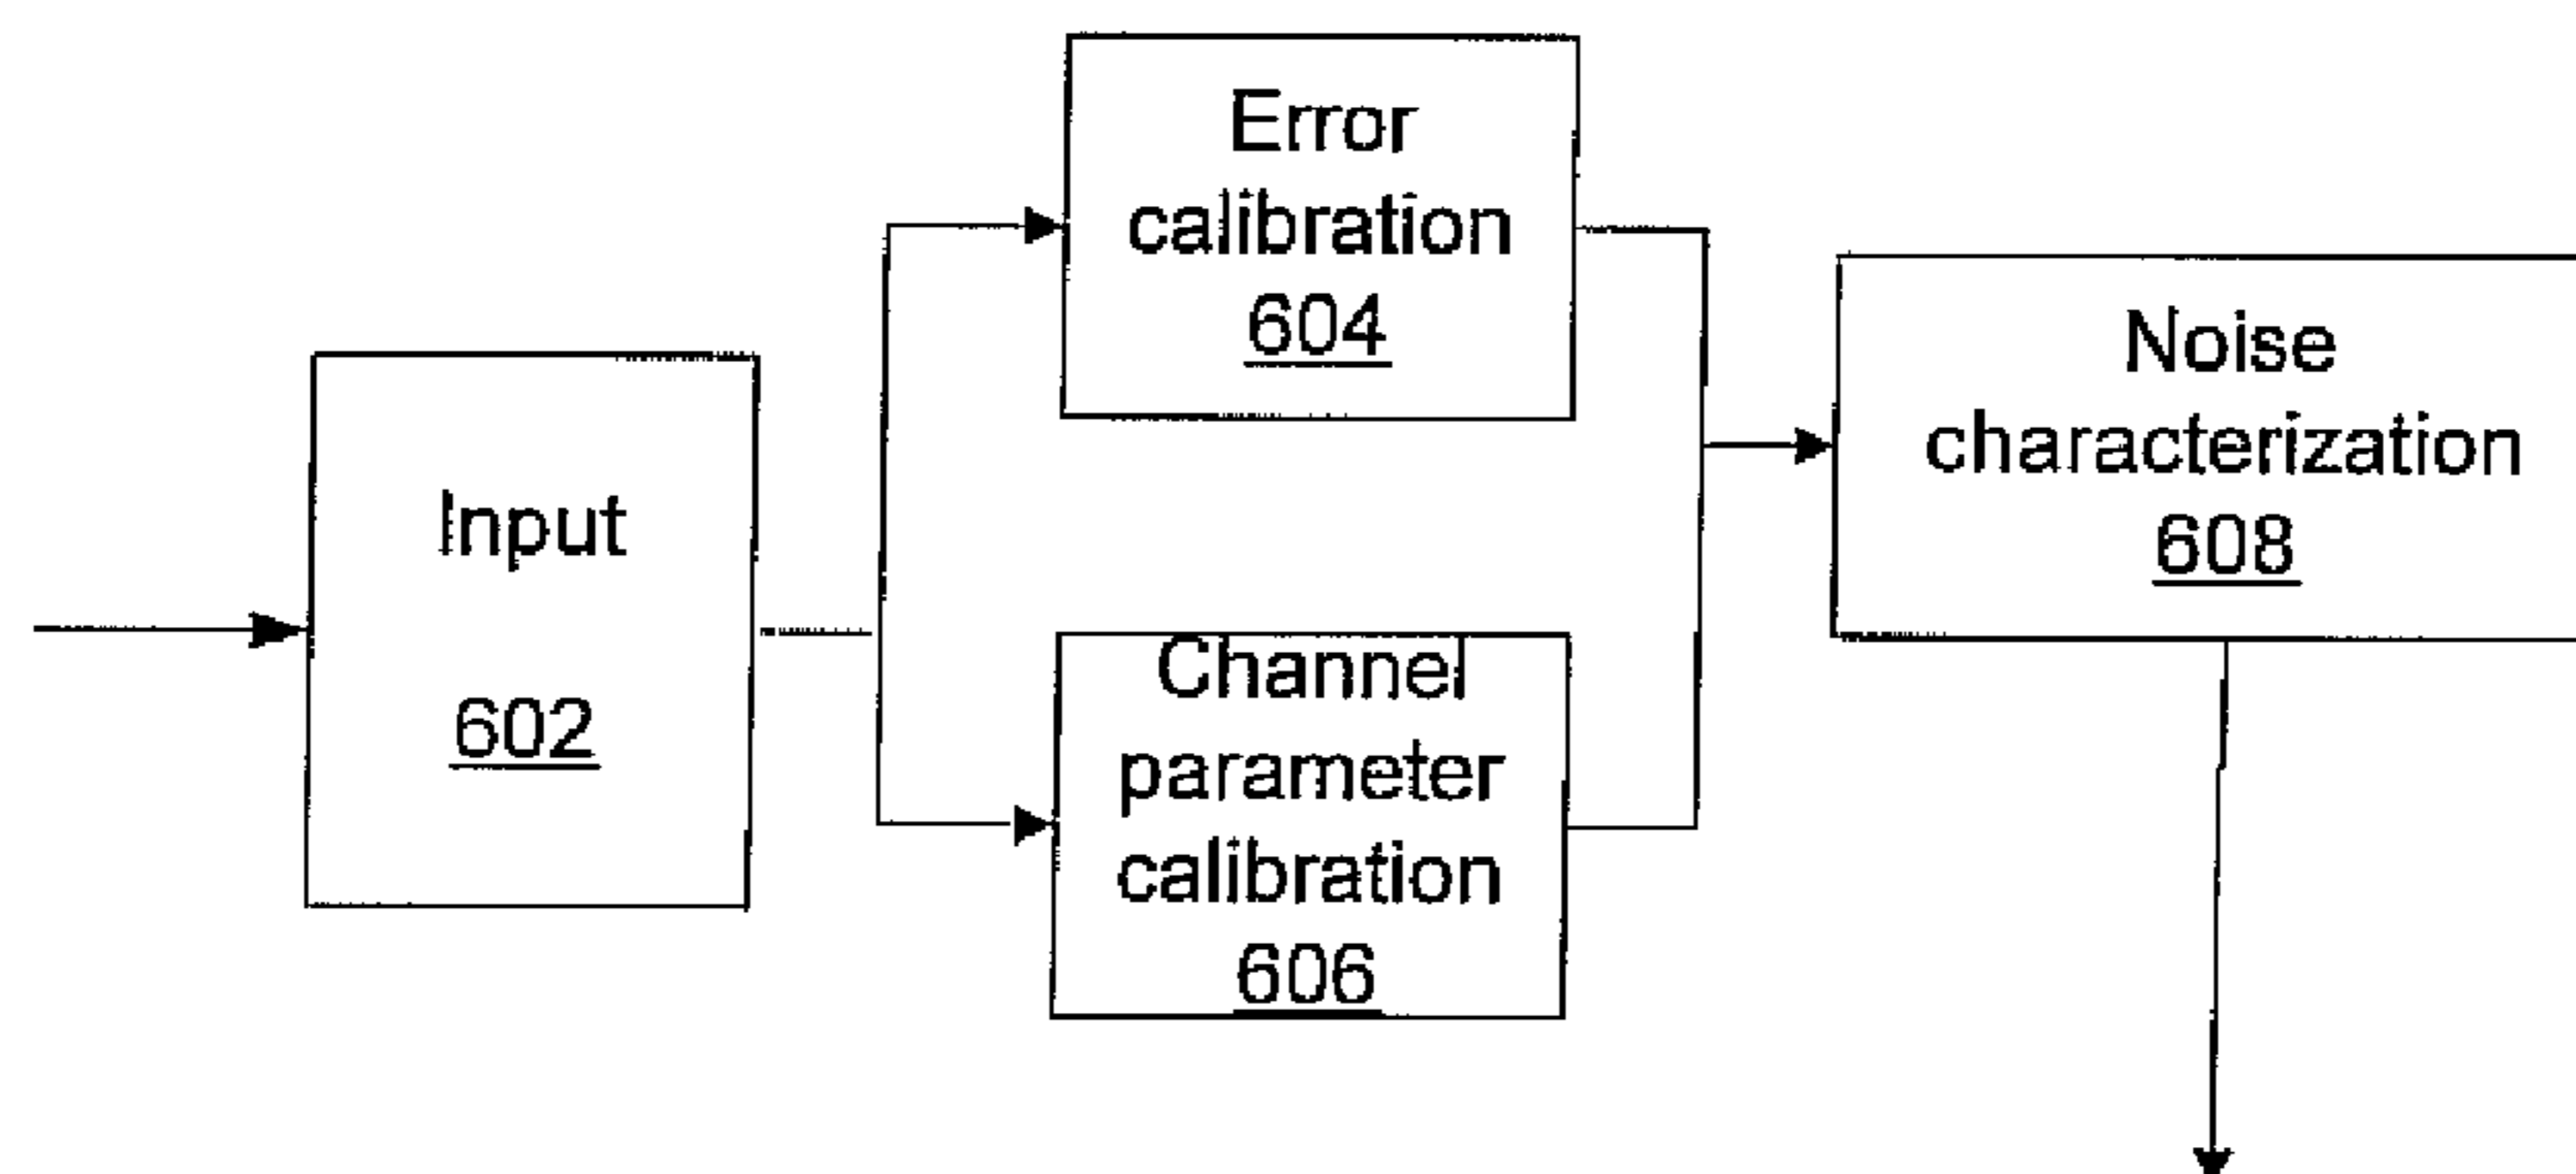 Input
602
Error
calibration
604
Channel
parameter
calibration
606
Noise
characterization
608